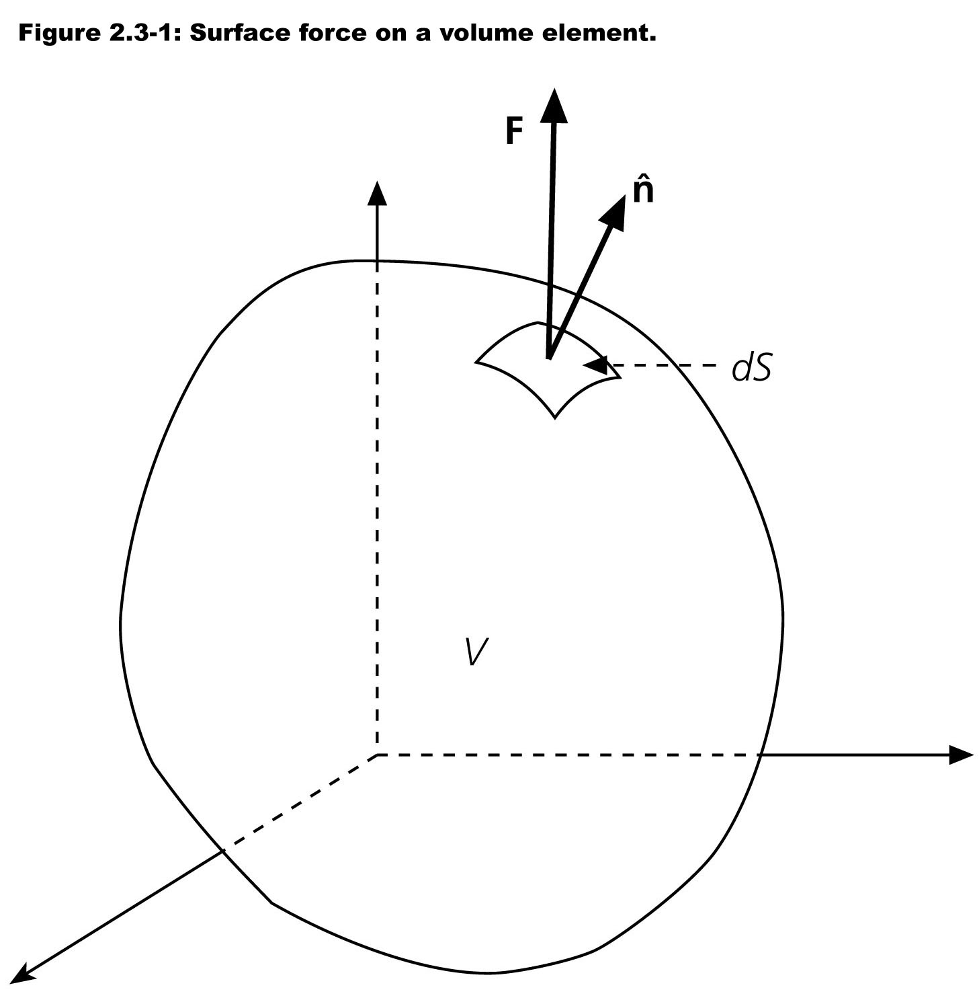 Figure 2.3-1: Surface force on a volume element.
F
n̂
dS
V